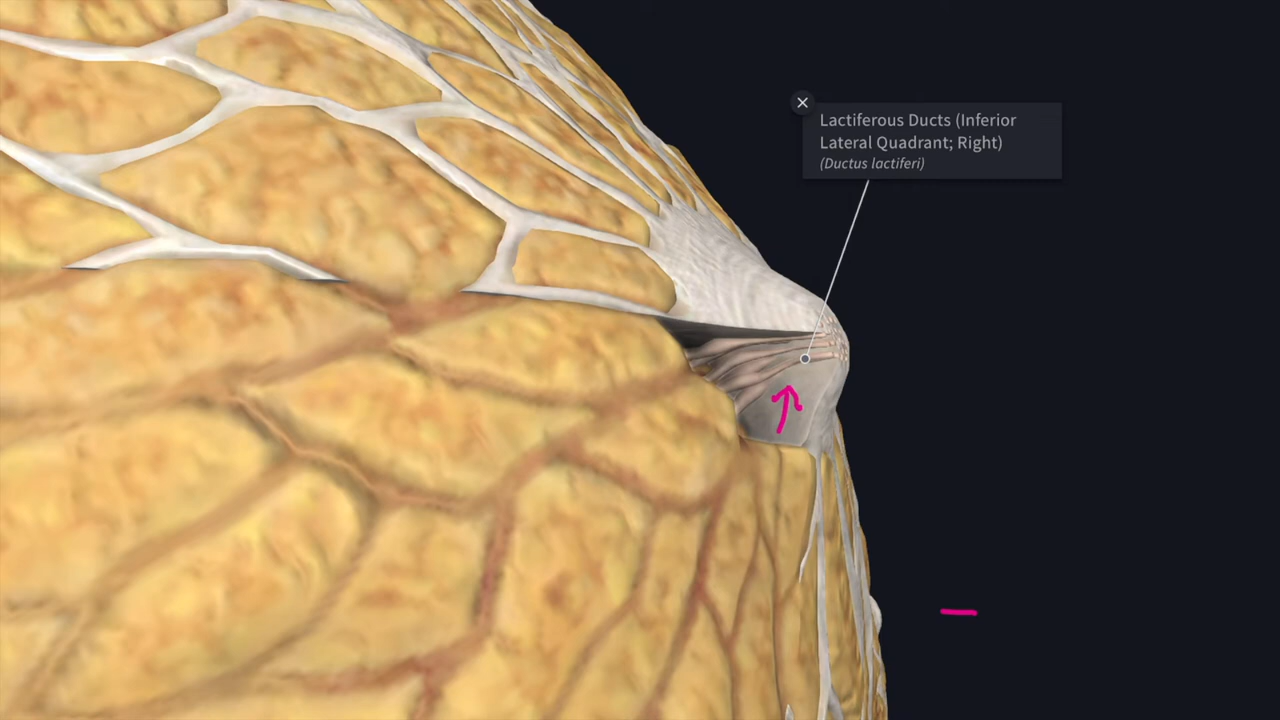 Lactiferous Ducts (Inferior
Lateral Quadrant; Right)
(Ductus lactiferi)